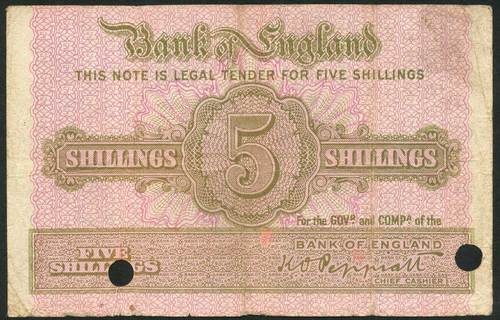 Bank of England
THIS NOTE IS LEGAL TENDER FOR FIVE SHILLINGS
SHILLINGS 5 SHILLINGS
For the GOVR. and COMPA. of the
BANK OF ENGLAND
FIVE
SHILLINGS
K O Peppiatt
CHIEF CASHIER